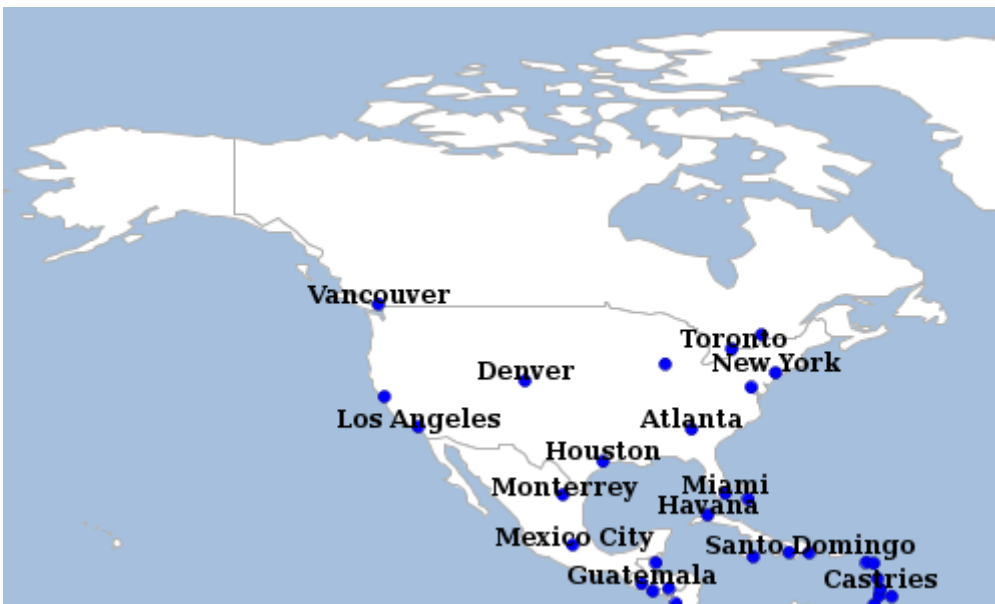 Vancouver
Toronto
New York
Denver
Los Angeles
Atlanta
Houston
Monterrey
Miami
Havana
Mexico City
Santo Domingo
Guatemala
Castries